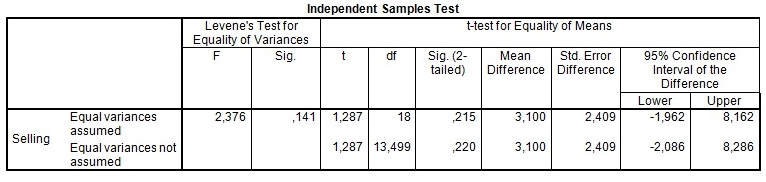 Independent Samples Test
Levene's Test for Equality of Variances
t-test for Equality of Means
F Sig. t df Sig. (2-tailed) Mean Difference Std. Error Difference 95% Confidence Interval of the Difference
Lower Upper
Selling
Equal variances assumed 2,376 ,141 1,287 18 ,215 3,100 2,409 -1,962 8,162
Equal variances not assumed 1,287 13,499 ,220 3,100 2,409 -2,086 8,286